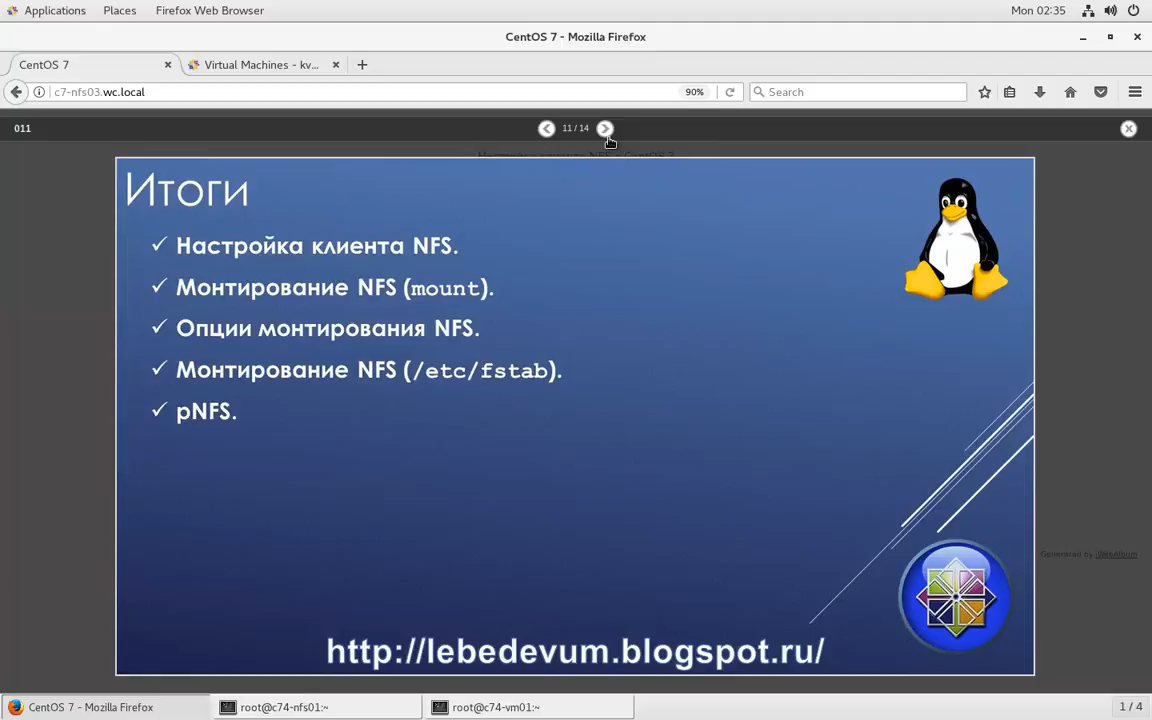 Applications Places Firefox Web Browser Mon 02:35
CentOS 7 - Mozilla Firefox
CentOS 7 Virtual Machines - kv...
c7-nfs03.wc.local 90% Search
011 11 / 14
Итоги
Настройка клиента NFS.
Монтирование NFS (mount).
Опции монтирования NFS.
Монтирование NFS (/etc/fstab).
pNFS.
Generated by
http://lebedevum.blogspot.ru/
CentOS 7 - Mozilla Firefox root@c74-nfs01:~ root@c74-vm01:~ 1 / 4